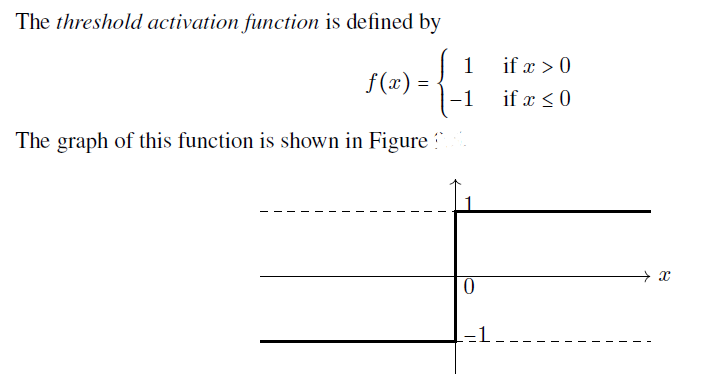 The threshold activation function is defined by
f(x) = { 1 if x > 0
−1 if x ≤ 0
The graph of this function is shown in Figure
1
x
0
−1